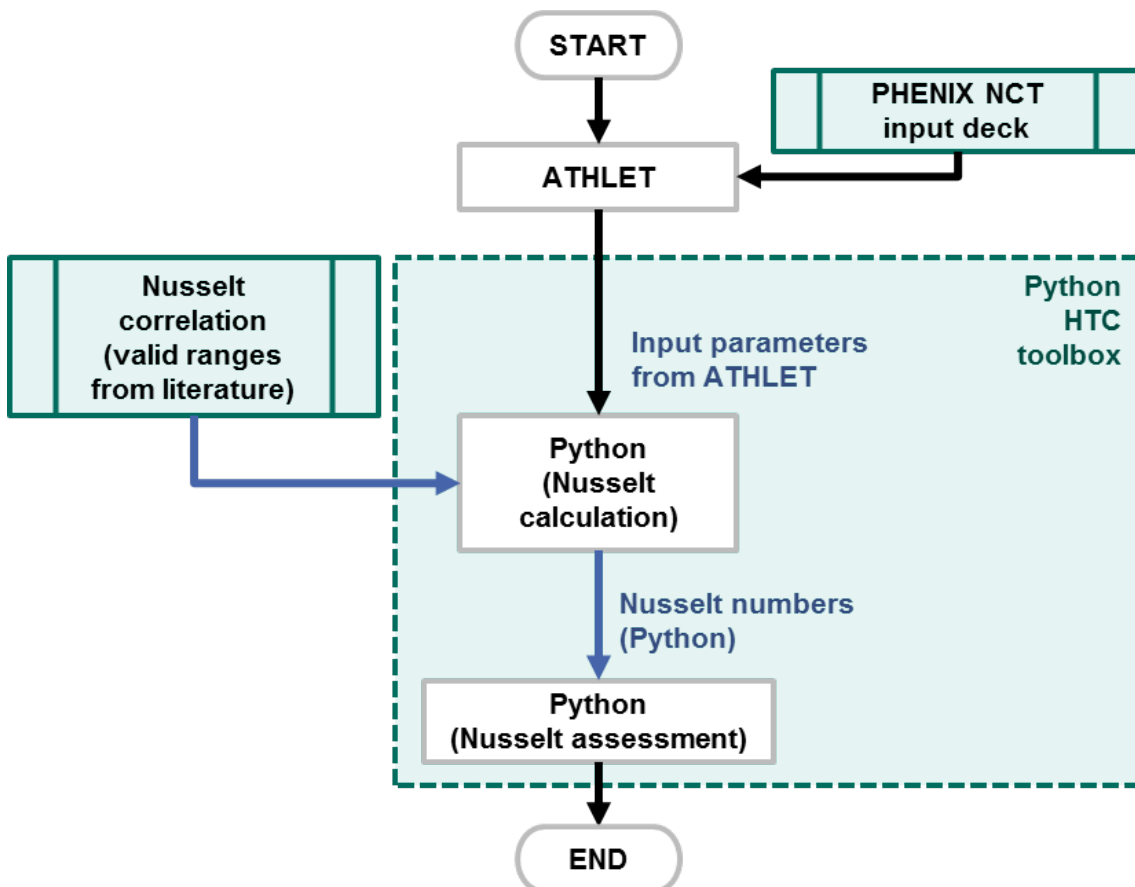 START
PHENIX NCT
input deck
ATHLET
Nusselt
correlation
(valid ranges
from literature)
Python
HTC
toolbox
Input parameters
from ATHLET
Python
(Nusselt
calculation)
Nusselt numbers
(Python)
Python
(Nusselt assessment)
END